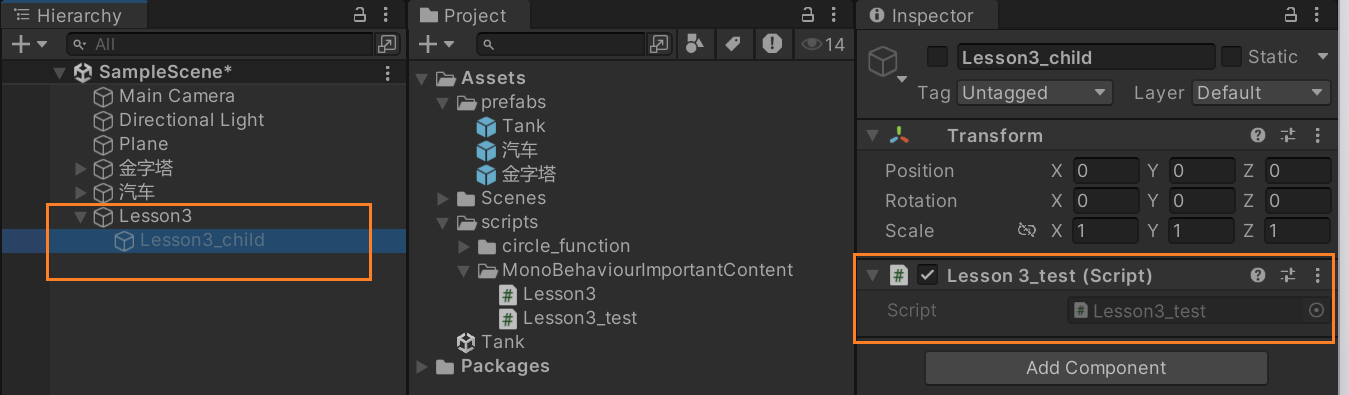 Hierarchy
All
SampleScene*
Main Camera
Directional Light
Plane
金字塔
汽车
Lesson3
Lesson3_child
Project
14
Assets
prefabs
Tank
汽车
金字塔
Scenes
scripts
circle_function
MonoBehaviourImportantContent
Lesson3
Lesson3_test
Tank
Packages
Inspector
Lesson3_child Static
Tag Untagged Layer Default
Transform
Position X 0 Y 0 Z 0
Rotation X 0 Y 0 Z 0
Scale X 1 Y 1 Z 1
# Lesson 3_test (Script)
Script # Lesson3_test
Add Component